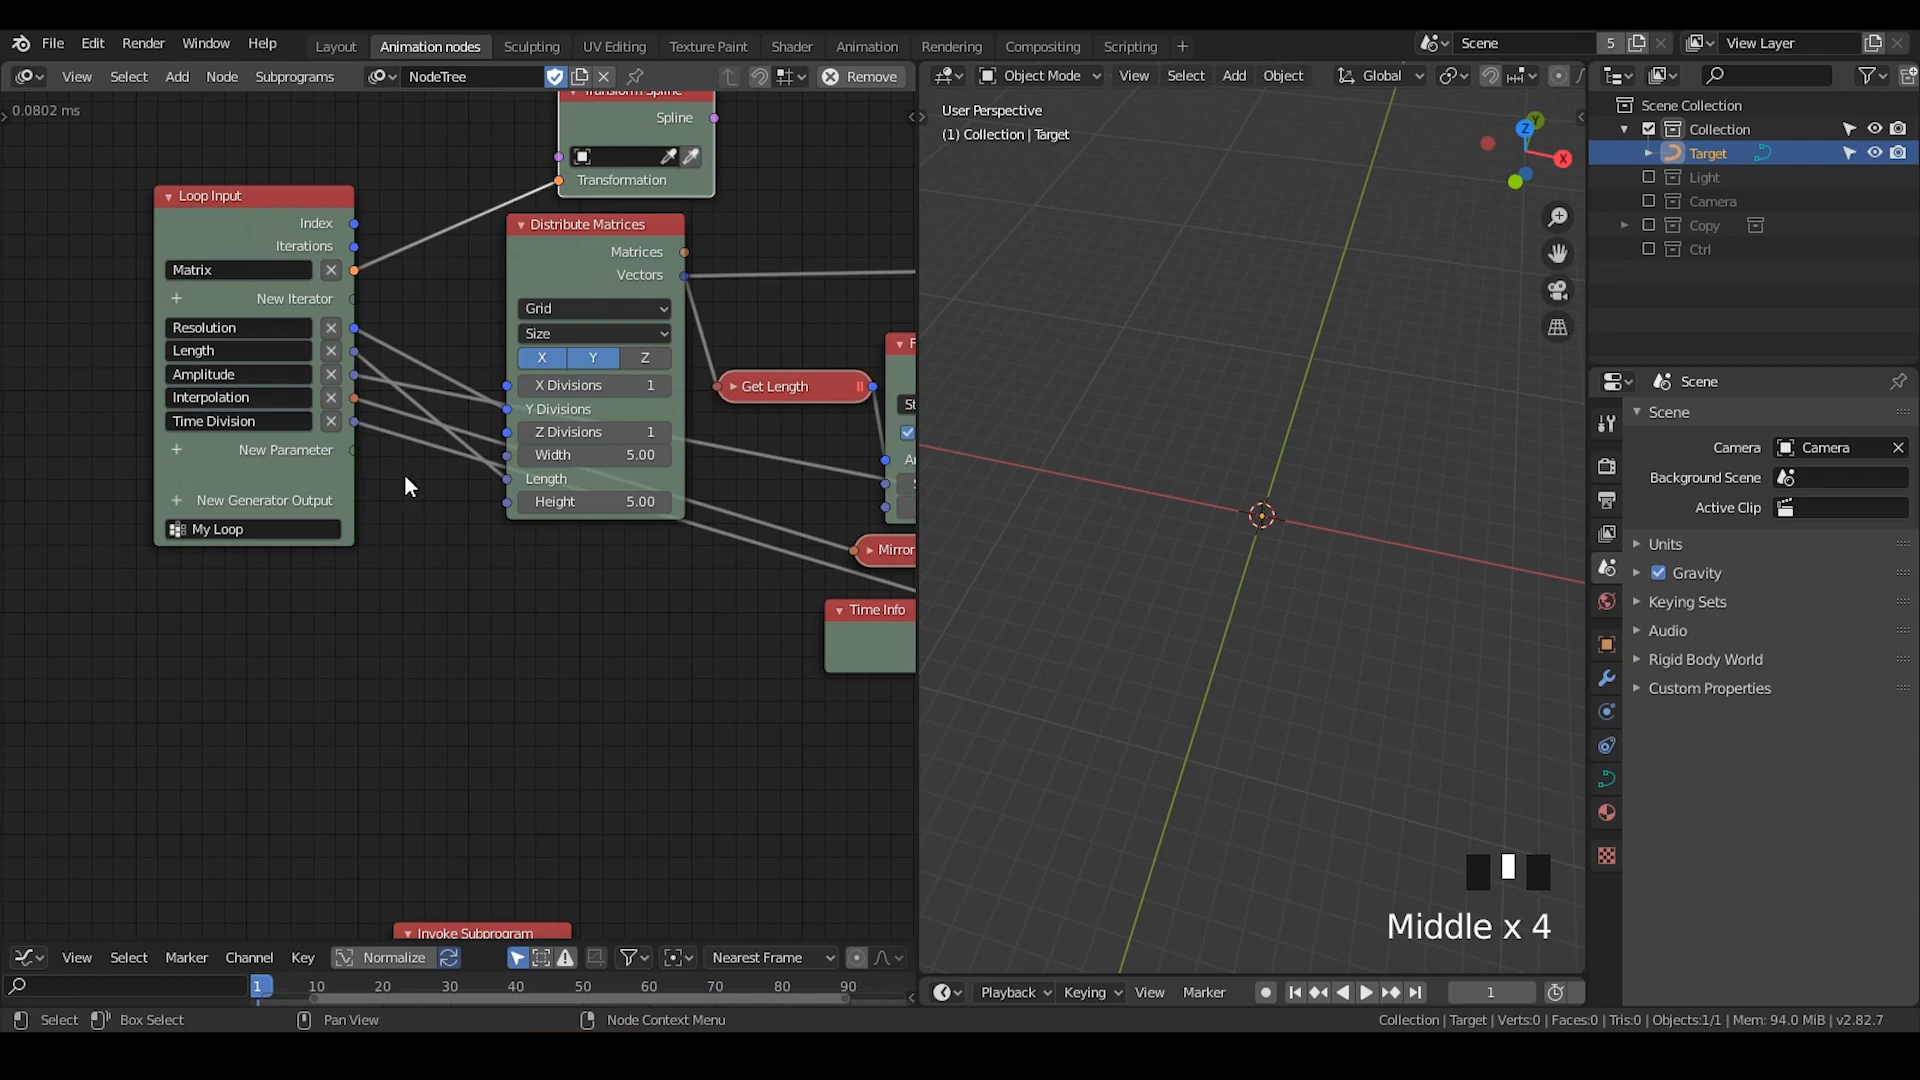 File Edit Render Window Help Layout Animation nodes Sculpting UV Editing Texture Paint Shader Animation Rendering Compositing Scripting + Scene 5 View Layer
View Select Add Node Subprograms NodeTree Remove
Object Mode View Select Add Object Global
0.0802 ms
Transform Spline
Spline
Transformation
Loop Input
Index
Iterations
Matrix
New Iterator
Resolution
Length
Amplitude
Interpolation
Time Division
New Parameter
New Generator Output
My Loop
Distribute Matrices
Matrices
Vectors
Grid
Size
X Y Z
X Divisions 1
Y Divisions
Z Divisions 1
Width 5.00
Length
Height 5.00
Get Length
F
St
A
S
Mirror
Time Info
Invoke Subprogram
User Perspective
(1) Collection | Target
Z
Y
X
Middle x 4
Scene Collection
Collection
Target
Light
Camera
Copy
Ctrl
Scene
Scene
Camera Camera
Background Scene
Active Clip
Units
Gravity
Keying Sets
Audio
Rigid Body World
Custom Properties
View Select Marker Channel Key Normalize Nearest Frame
1 10 20 30 40 50 60 70 80 90
Playback Keying View Marker 1
Select Box Select Pan View Node Context Menu
Collection | Target | Verts:0 | Faces:0 | Tris:0 | Objects:1/1 | Mem: 94.0 MiB | v2.82.7